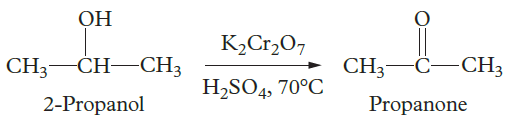 OH
O
K₂Cr₂O₇
CH₃—CH—CH₃
CH₃—C—CH₃
H₂SO₄, 70°C
2-Propanol
Propanone